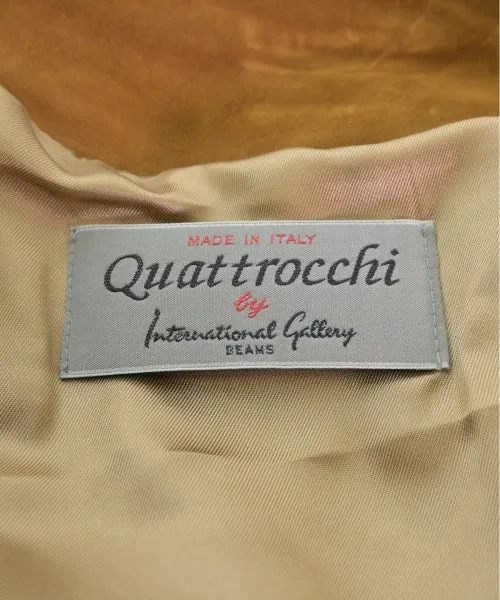 MADE IN ITALY
Quattrocchi
by
International Gallery
BEAMS